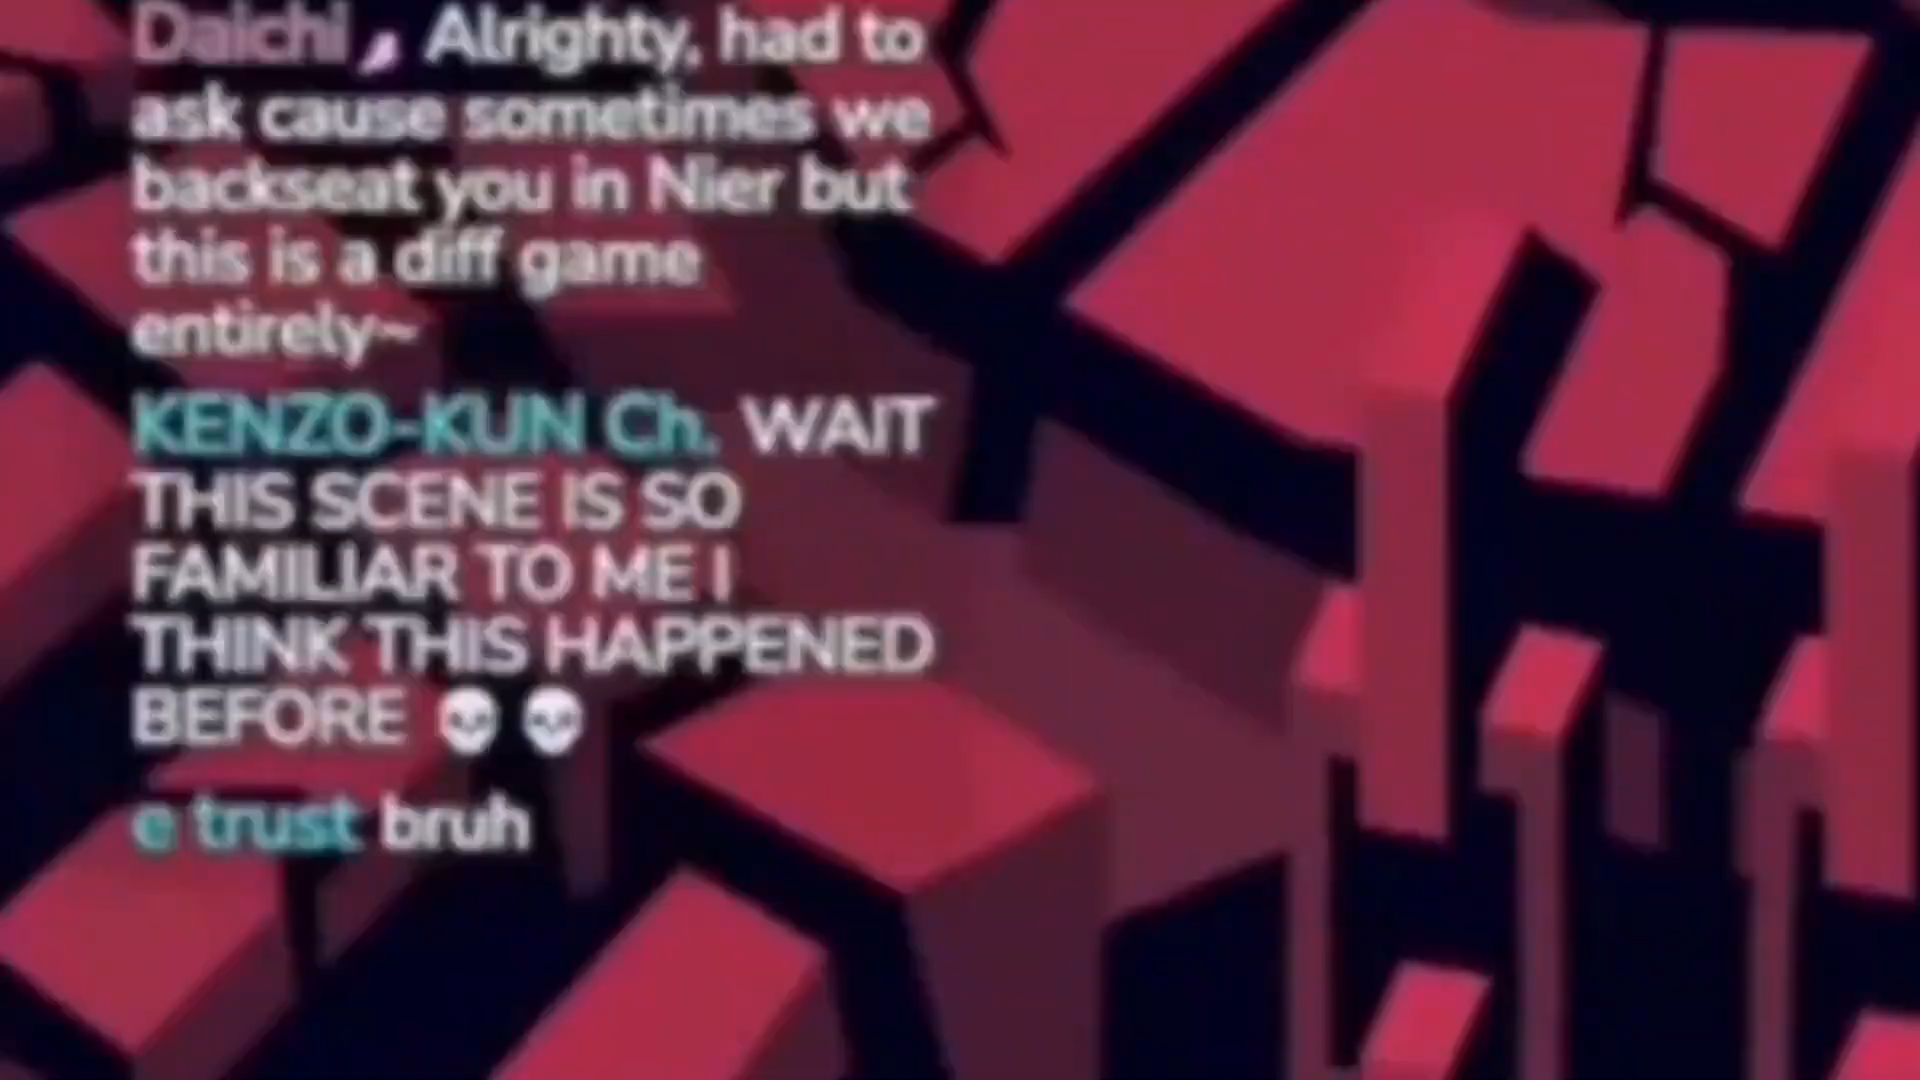 Daichi Alrighty, had to
ask cause sometimes we
backseat you in Nier but
this is a diff game
entirely~
KENZO-KUN Ch. WAIT
THIS SCENE IS SO
FAMILIAR TO ME I
THINK THIS HAPPENED
BEFORE 💀 💀
e trust bruh